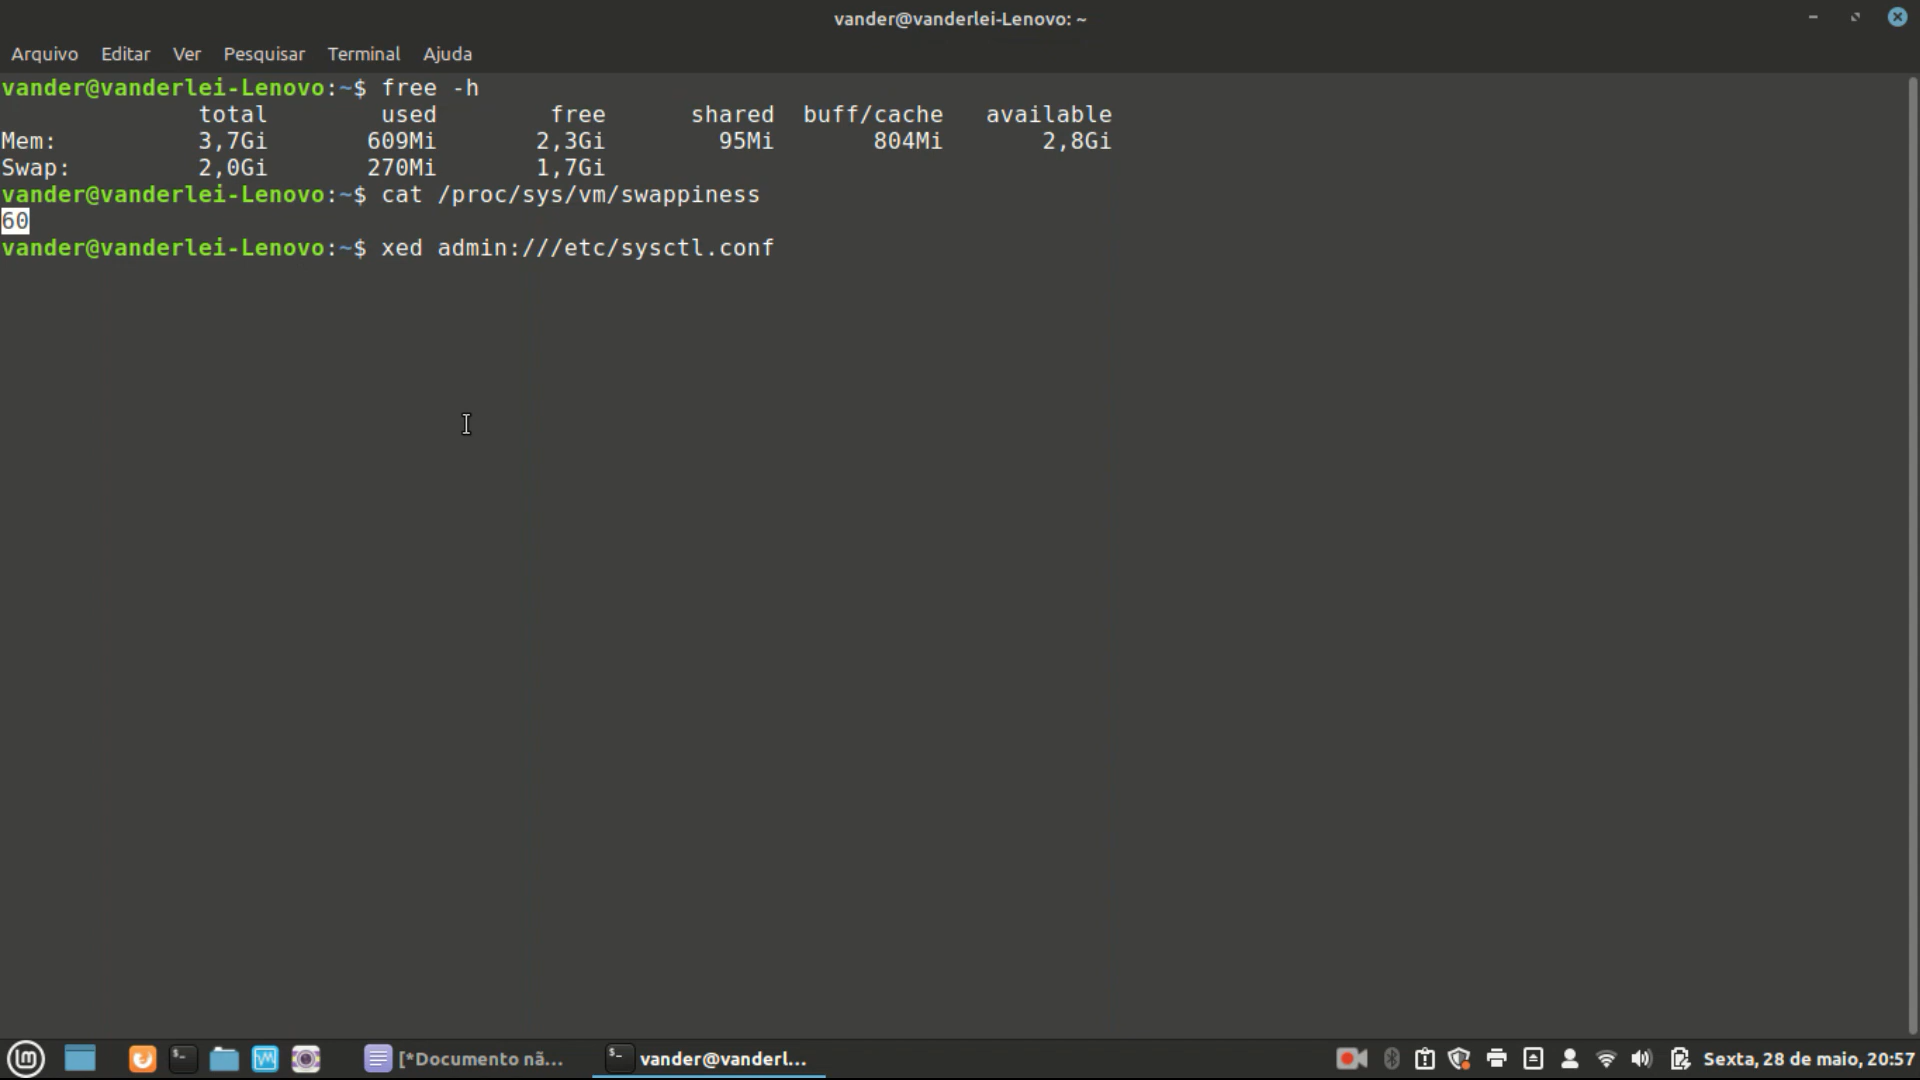 vander@vanderlei-Lenovo: ~
Arquivo Editar Ver Pesquisar Terminal Ajuda
vander@vanderlei-Lenovo:~$ free -h
total used free shared buff/cache available
Mem: 3,7Gi 609Mi 2,3Gi 95Mi 804Mi 2,8Gi
Swap: 2,0Gi 270Mi 1,7Gi
vander@vanderlei-Lenovo:~$ cat /proc/sys/vm/swappiness
60
vander@vanderlei-Lenovo:~$ xed admin:///etc/sysctl.conf
[*Documento nã... vander@vanderl... Sexta, 28 de maio, 20:57